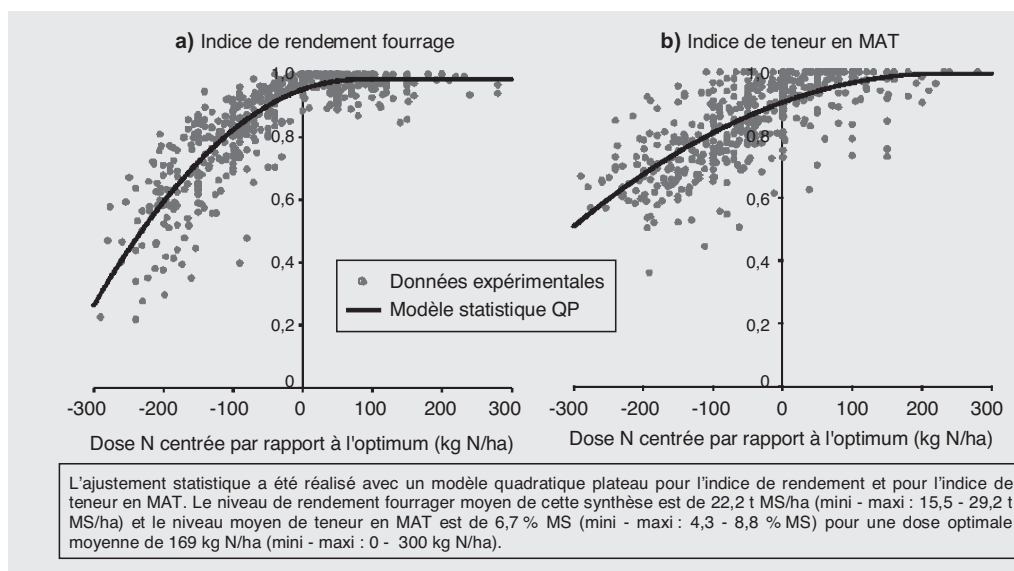 a) Indice de rendement fourrage
b) Indice de teneur en MAT
1,0
0,8
0,6
0,4
0,2
0
-300 -200 -100 0 100 200 300
Dose N centrée par rapport à l'optimum (kg N/ha)
1,0
0,8
0,6
0,4
0,2
0
-300 -200 -100 0 100 200 300
Dose N centrée par rapport à l'optimum (kg N/ha)
Données expérimentales
Modèle statistique QP
L'ajustement statistique a été réalisé avec un modèle quadratique plateau pour l'indice de rendement et pour l'indice de
teneur en MAT. Le niveau de rendement fourrager moyen de cette synthèse est de 22,2 t MS/ha (mini - maxi : 15,5 - 29,2 t
MS/ha) et le niveau moyen de teneur en MAT est de 6,7 % MS (mini - maxi : 4,3 - 8,8 % MS) pour une dose optimale
moyenne de 169 kg N/ha (mini - maxi : 0 - 300 kg N/ha).